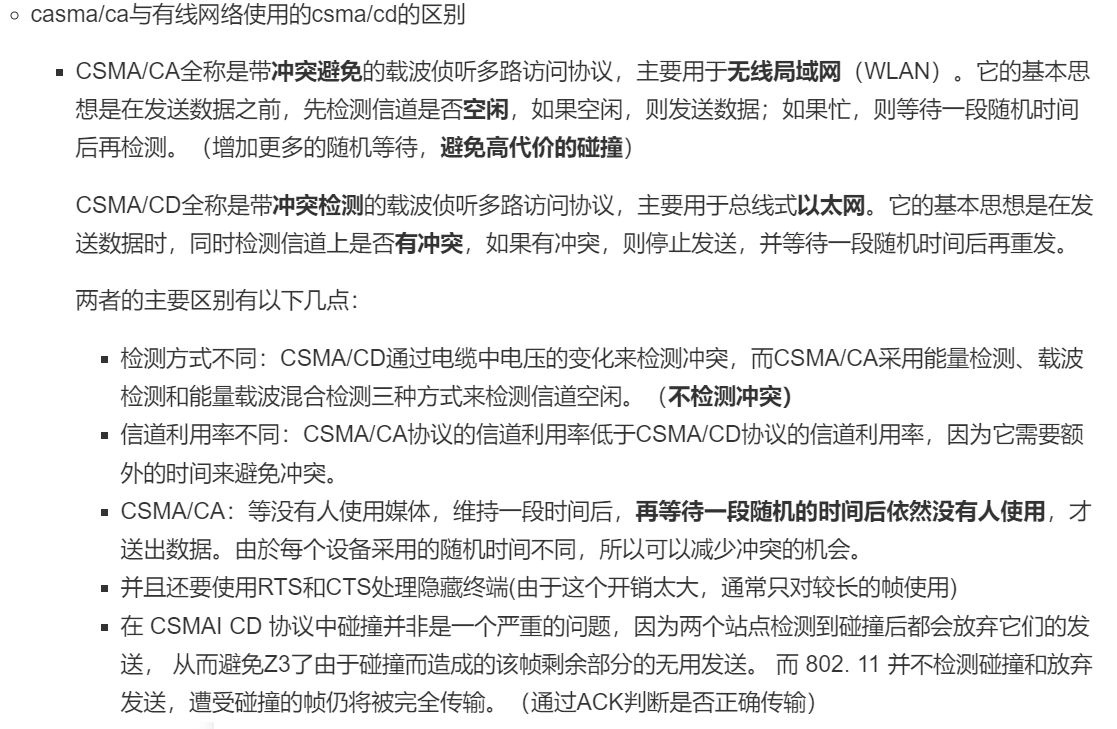 casma/ca与有线网络使用的csma/cd的区别
CSMA/CA全称是带冲突避免的载波侦听多路访问协议，主要用于无线局域网（WLAN）。它的基本思
想是在发送数据之前，先检测信道是否空闲，如果空闲，则发送数据；如果忙，则等待一段随机时间
后再检测。（增加更多的随机等待，避免高代价的碰撞）
CSMA/CD全称是带冲突检测的载波侦听多路访问协议，主要用于总线式以太网。它的基本思想是在发
送数据时，同时检测信道上是否有冲突，如果有冲突，则停止发送，并等待一段随机时间后再重发。
两者的主要区别有以下几点：
检测方式不同：CSMA/CD通过电缆中电压的变化来检测冲突，而CSMA/CA采用能量检测、载波
检测和能量载波混合检测三种方式来检测信道空闲。（不检测冲突)
信道利用率不同：CSMA/CA协议的信道利用率低于CSMA/CD协议的信道利用率，因为它需要额
外的时间来避免冲突。
CSMA/CA：等没有人使用媒体，维持一段时间后，再等待一段随机的时间后依然没有人使用，才
送出数据。由於每个设备采用的随机时间不同，所以可以减少冲突的机会。
并且还要使用RTS和CTS处理隐藏终端(由于这个开销太大，通常只对较长的帧使用)
在 CSMAI CD 协议中碰撞并非是一个严重的问题，因为两个站点检测到碰撞后都会放弃它们的发
送， 从而避免Z3了由于碰撞而造成的该帧剩余部分的无用发送。 而 802. 11 并不检测碰撞和放弃
发送，遭受碰撞的帧仍将被完全传输。（通过ACK判断是否正确传输）